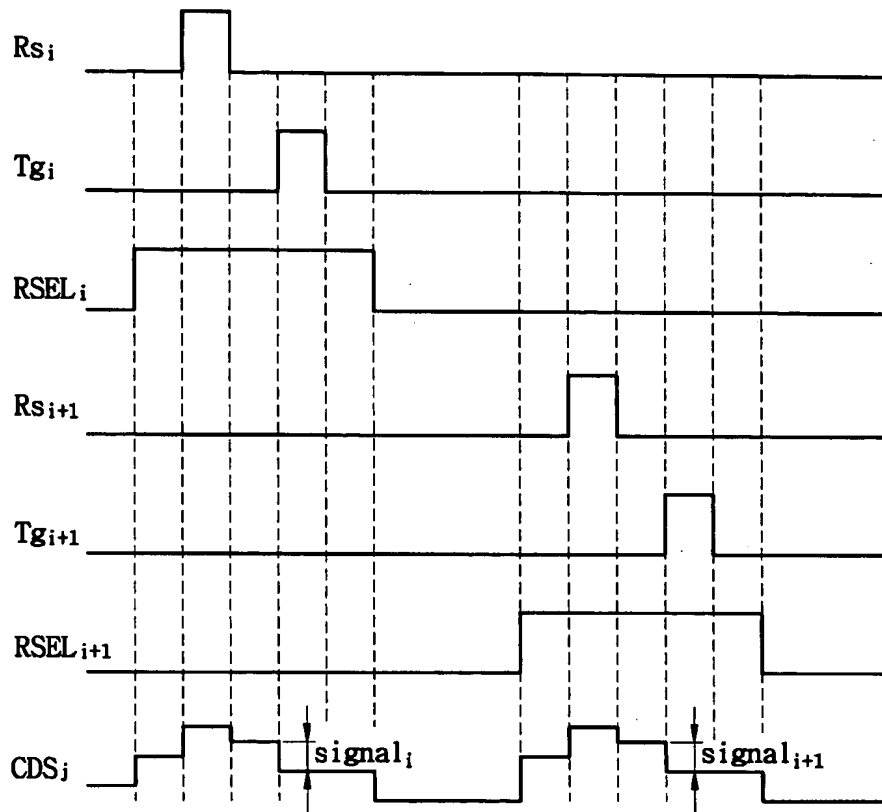 Rsᵢ
Tgᵢ
RSELᵢ
Rsᵢ₊₁
Tgᵢ₊₁
RSELᵢ₊₁
CDSⱼ signalᵢ signalᵢ₊₁